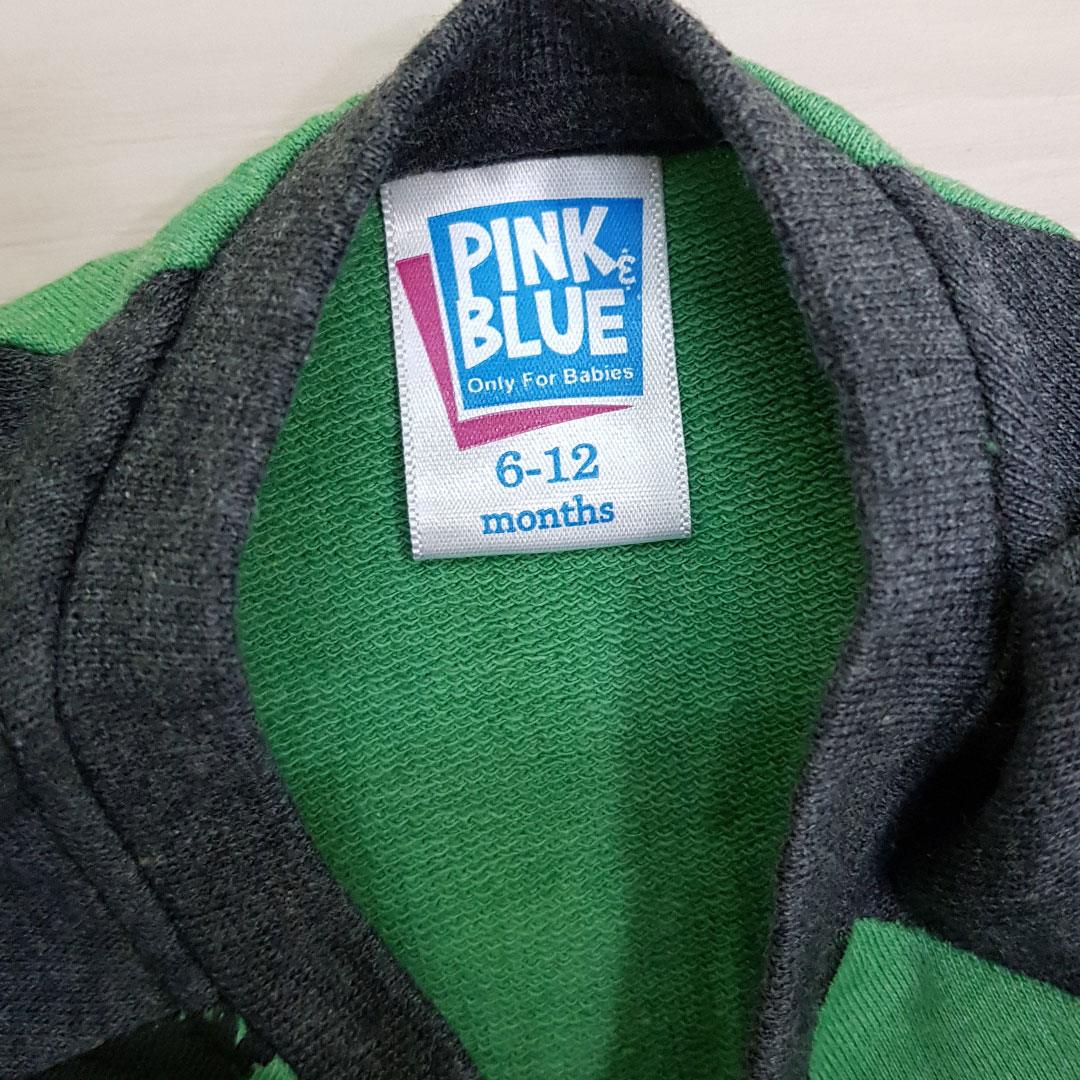 PINK &
BLUE
Only For Babies
6-12
months